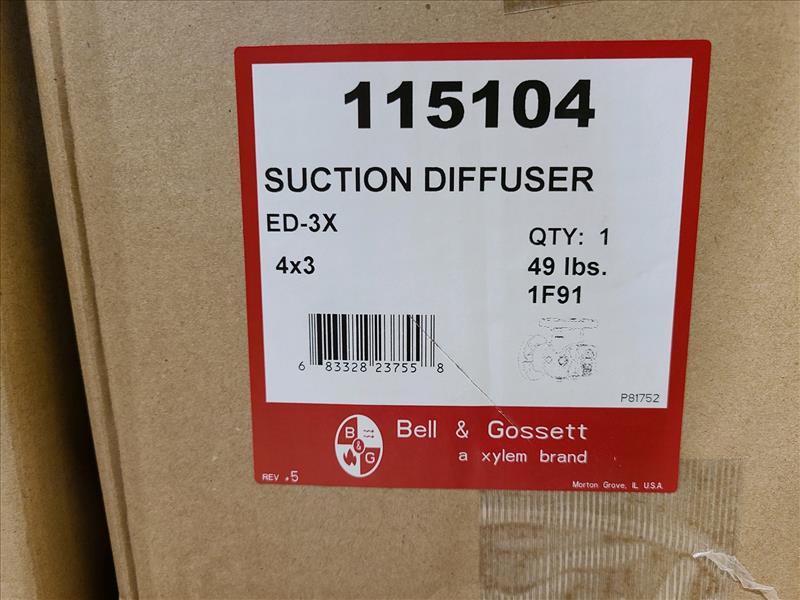 115104
SUCTION DIFFUSER
ED-3X
QTY: 1
4x3
49 lbs.
1F91
6 83328 23755 8
P81752
B & G
Bell & Gossett
a xylem brand
REV #5
Morton Grove, IL U.S.A.